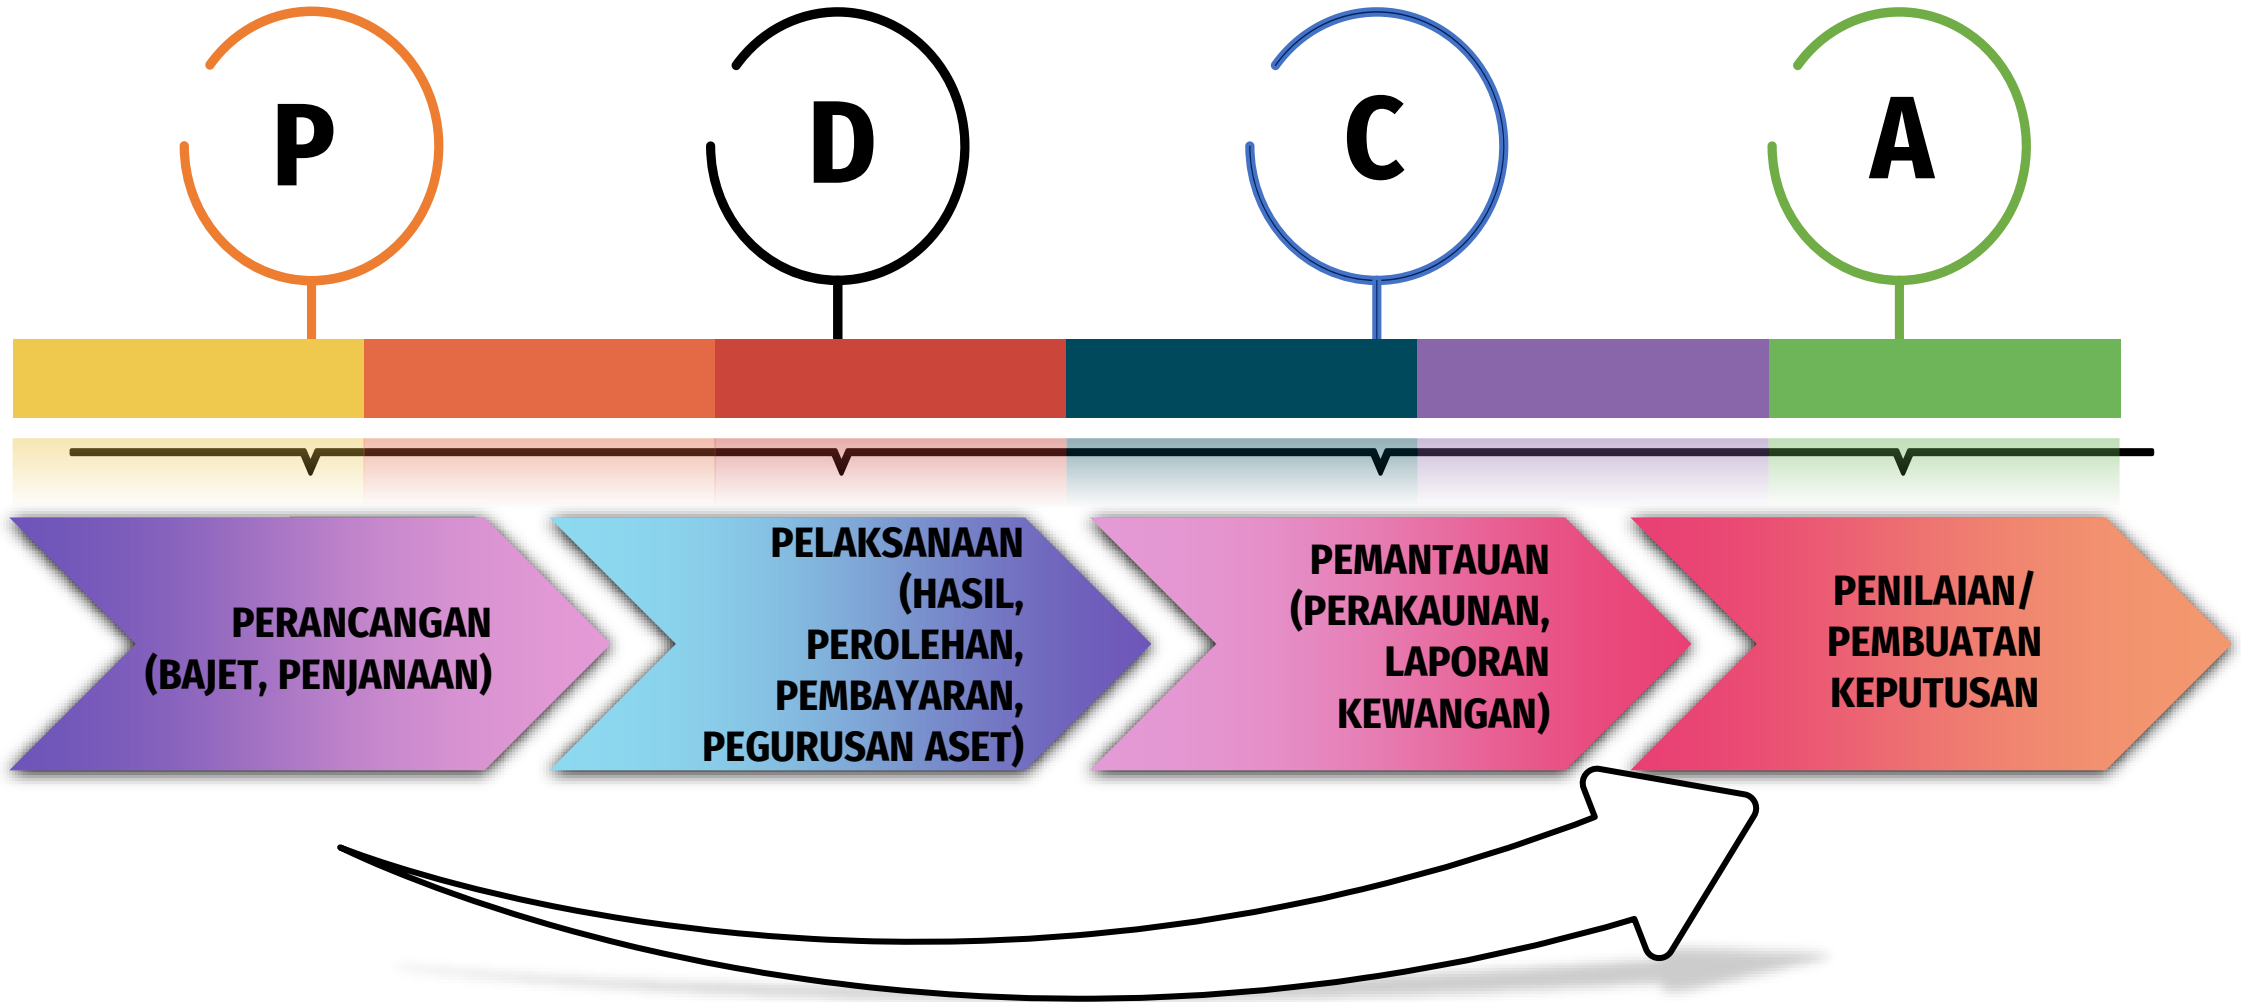 P
D
C
A
PERANCANGAN
(BAJET, PENJANAAN)
PELAKSANAAN
(HASIL,
PEROLEHAN,
PEMBAYARAN,
PEGURUSAN ASET)
PEMANTAUAN
(PERAKAUNAN,
LAPORAN
KEWANGAN)
PENILAIAN/
PEMBUATAN
KEPUTUSAN